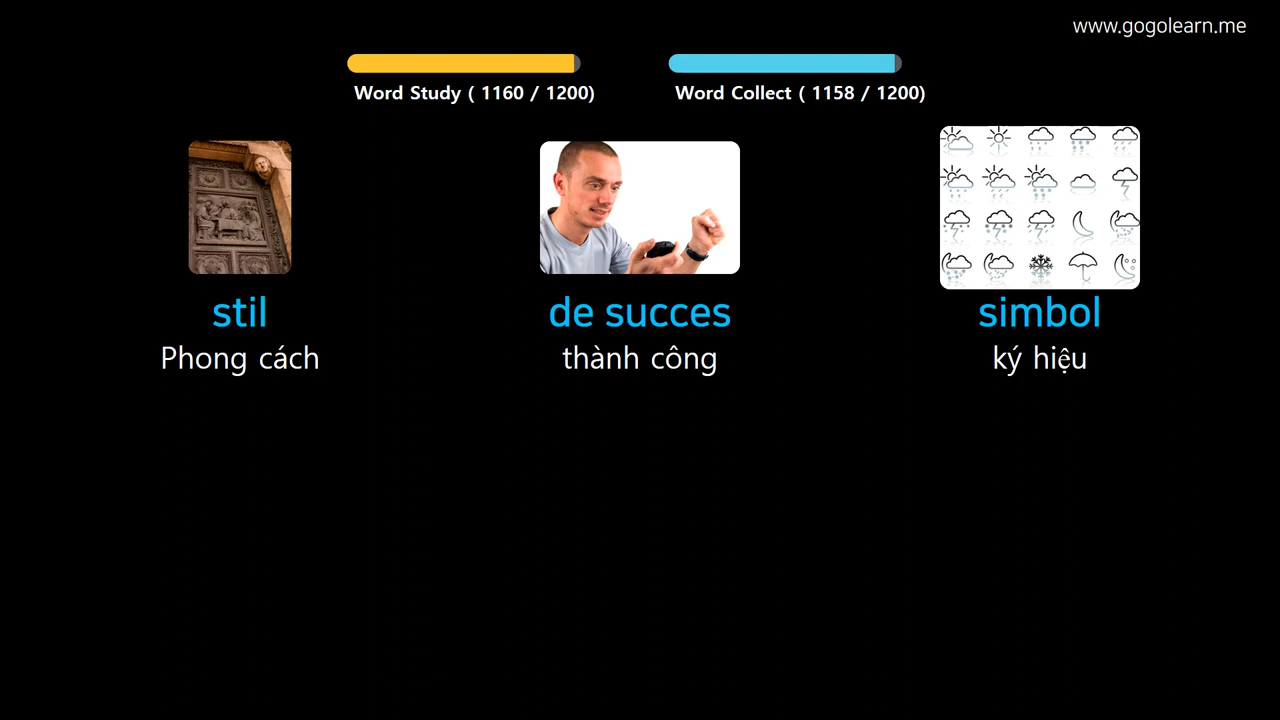 www.gogolearn.me
Word Study ( 1160 / 1200)
Word Collect ( 1158 / 1200)
stil
de succes
simbol
Phong cách
thành công
ký hiệu